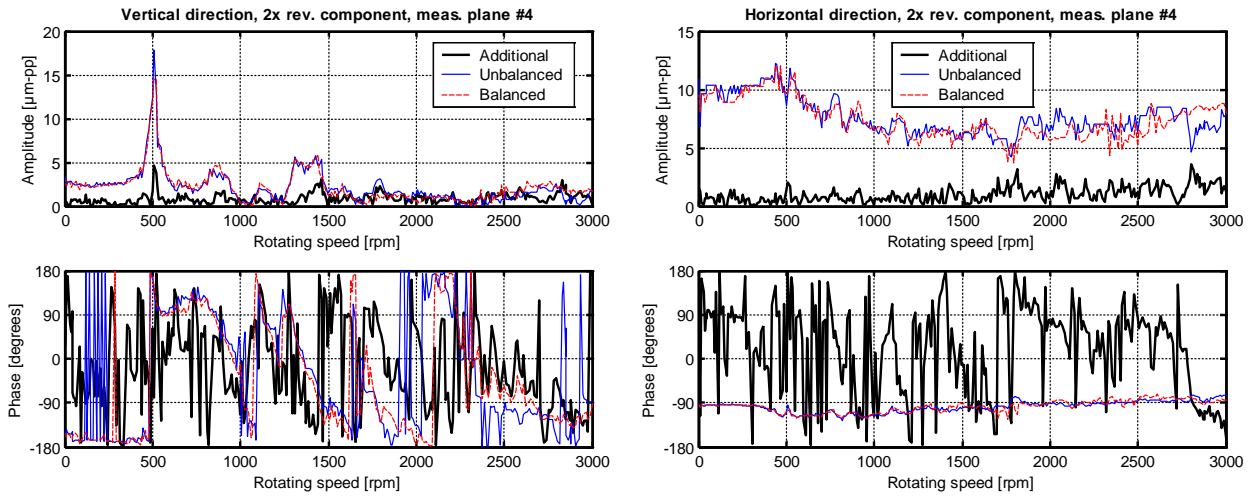 Vertical direction, 2x rev. component, meas. plane #4
20
15
10
5
0
Amplitude [µm-pp]
Additional
Unbalanced
Balanced
0 500 1000 1500 2000 2500 3000
Rotating speed [rpm]
180
90
0
-90
-180
Phase [degrees]
0 500 1000 1500 2000 2500 3000
Rotating speed [rpm]
Horizontal direction, 2x rev. component, meas. plane #4
15
10
5
0
Amplitude [µm-pp]
Additional
Unbalanced
Balanced
0 500 1000 1500 2000 2500 3000
Rotating speed [rpm]
180
90
0
-90
-180
Phase [degrees]
0 500 1000 1500 2000 2500 3000
Rotating speed [rpm]